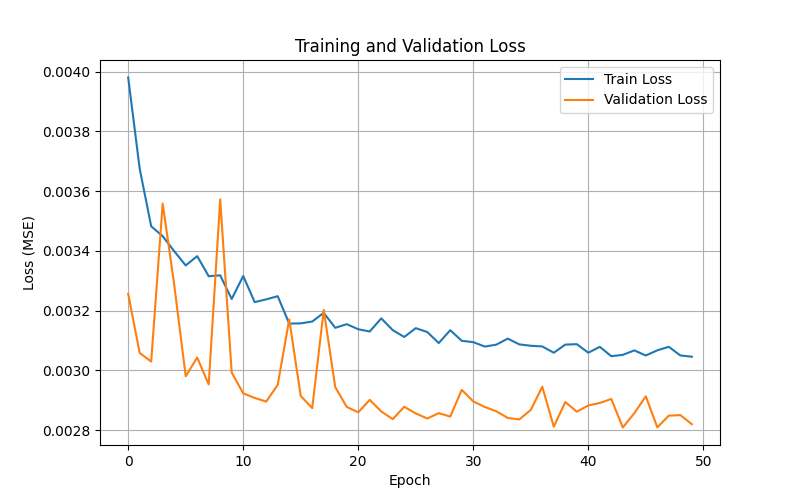 Training and Validation Loss
Train Loss
Validation Loss
Loss (MSE)
0.0040
0.0038
0.0036
0.0034
0.0032
0.0030
0.0028
0 10 20 30 40 50
Epoch